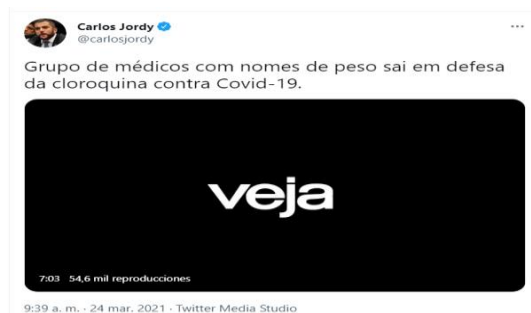 Carlos Jordy
@carlosjordy
Grupo de médicos com nomes de peso sai em defesa
da cloroquina contra Covid-19.
veja
7:03 54,6 mil reproducciones
9:39 a. m. · 24 mar. 2021 · Twitter Media Studio